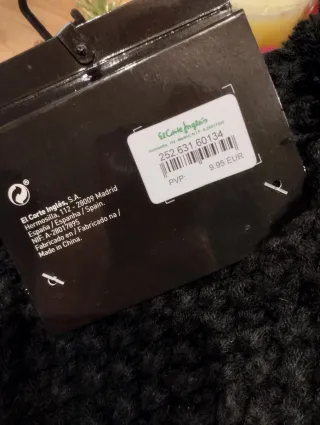 El Corte Inglés
252.631.60134
PVP: 9.95 EUR
El Corte Inglés, S.A.
Hermosilla, 112 - 28009 Madrid
España / Espanha / Spain.
NIF: A-28017895
Fabricado en / Fabricado na /
Made in China.